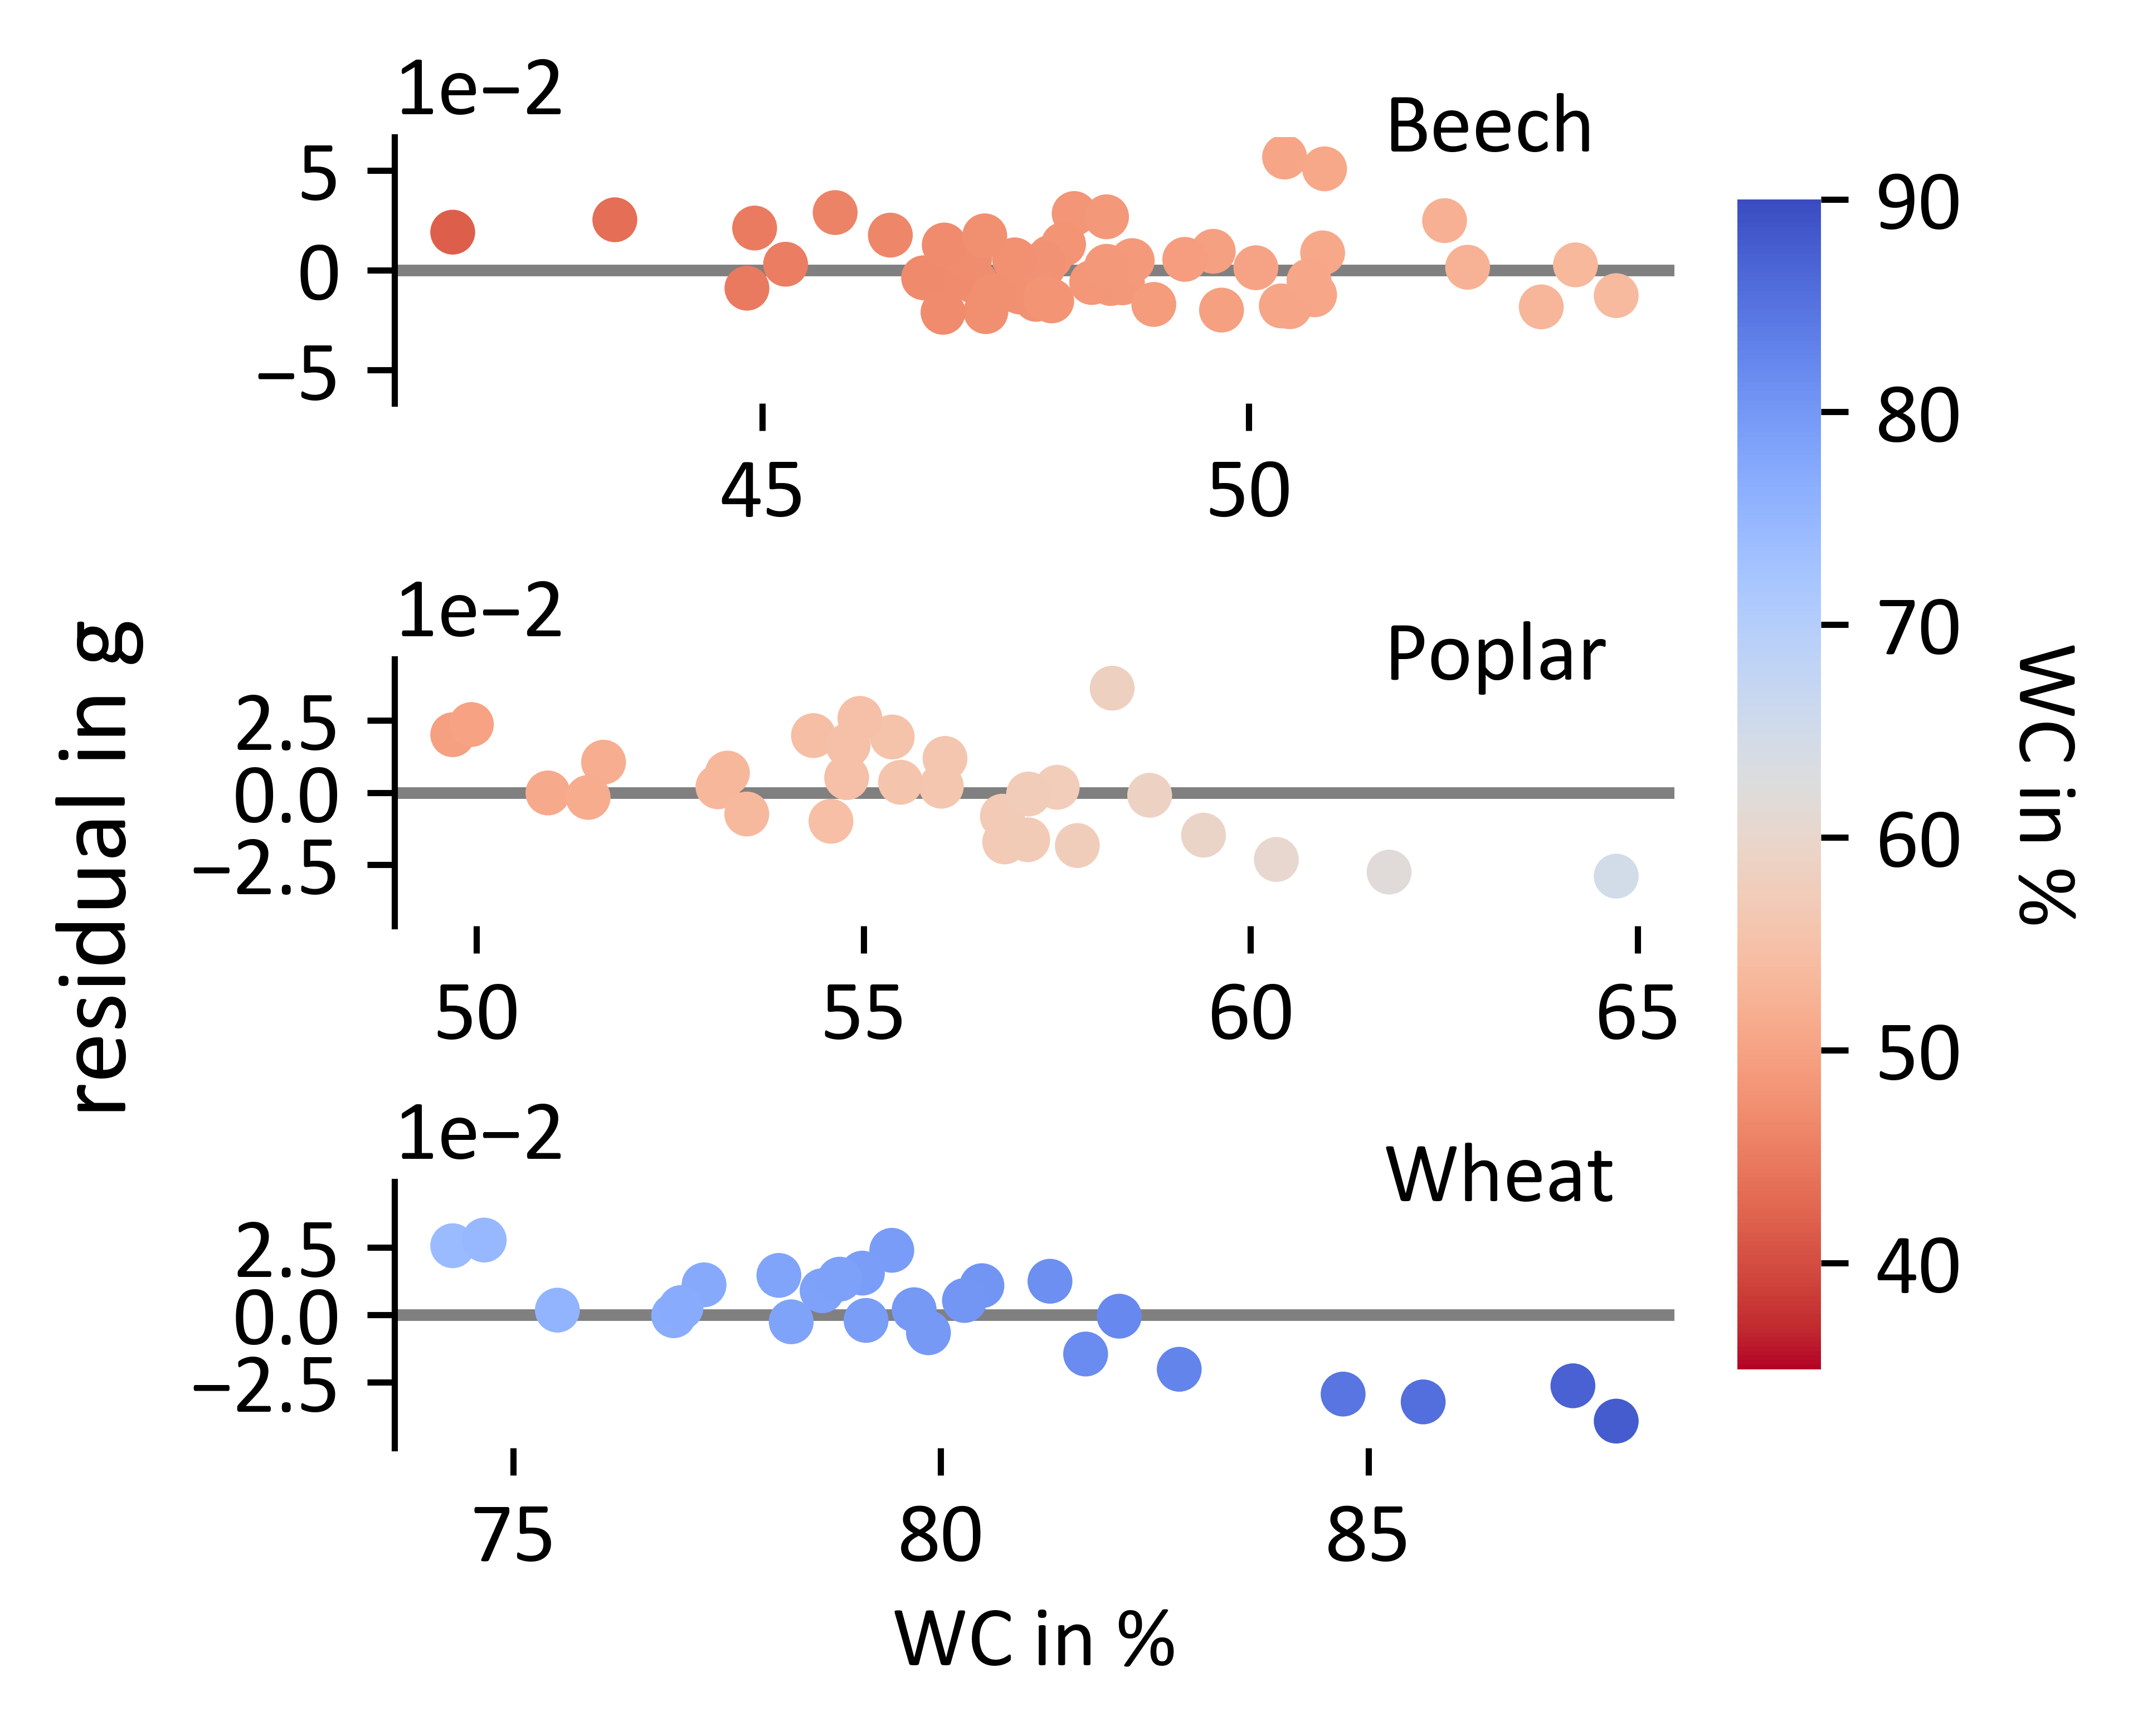 1e−2
Beech
5
0
−5
45 50
1e−2
Poplar
2.5
0.0
−2.5
50 55 60 65
1e−2
Wheat
2.5
0.0
−2.5
75 80 85
WC in %
residual in g
90
80
70
60
50
40
WC in %